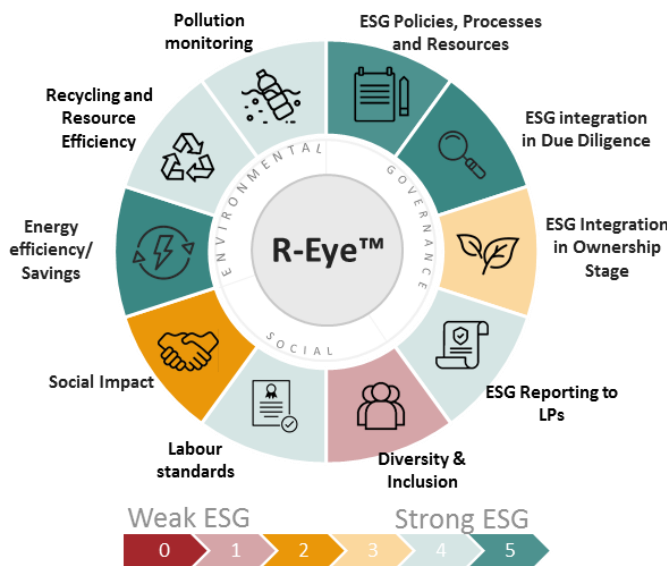 Pollution
monitoring
ESG Policies, Processes
and Resources
Recycling and
Resource
Efficiency
ESG integration
in Due Diligence
Energy
efficiency/
Savings
ESG Integration
in Ownership
Stage
ENVIRONMENTAL
GOVERNANCE
SOCIAL
R-Eye™
Social Impact
ESG Reporting to
LPs
Labour
standards
Diversity &
Inclusion
Weak ESG
Strong ESG
0 1 2 3 4 5